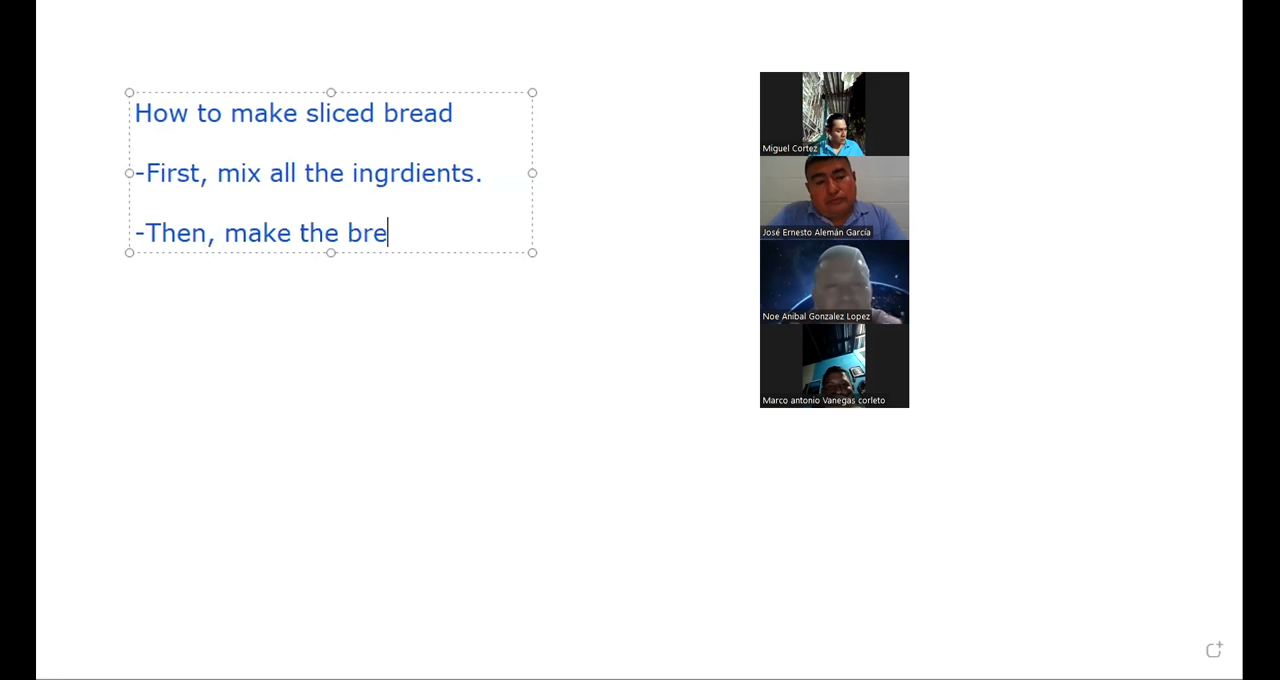 How to make sliced bread
-First, mix all the ingrdients.
-Then, make the bre
Miguel Cortez
José Ernesto Alemán García
Noe Anibal Gonzalez Lopez
Marco antonio Vanegas corleto